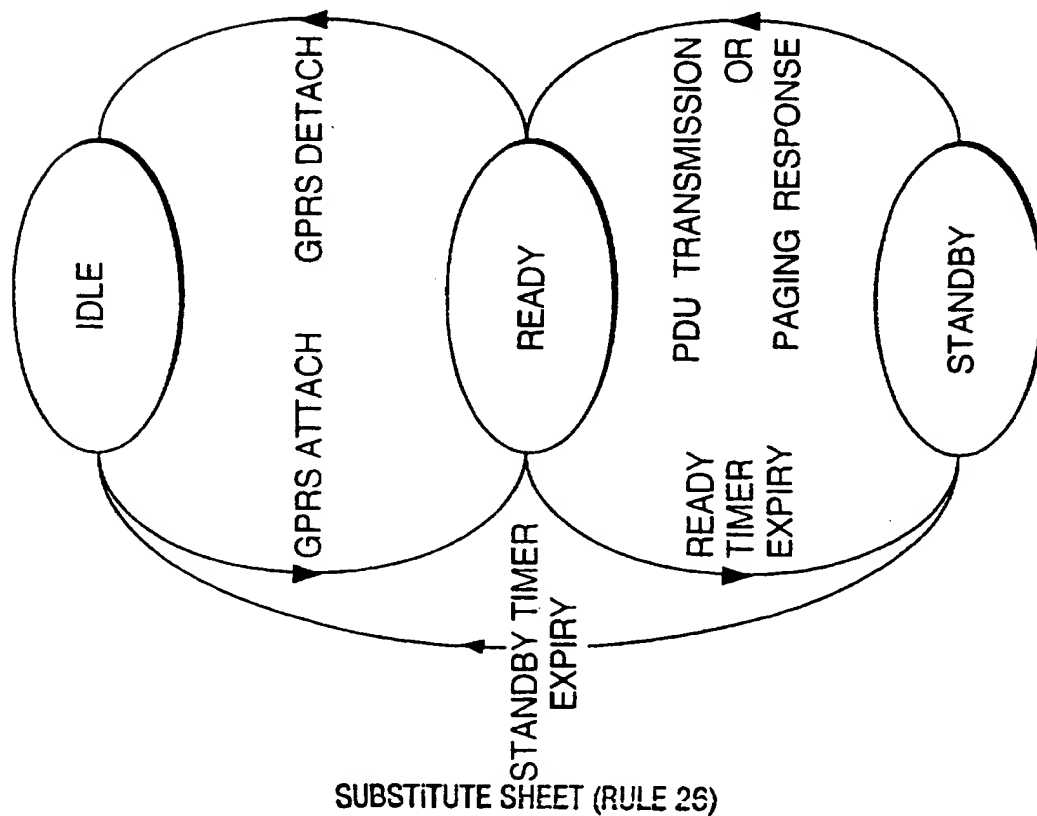 IDLE
GPRS ATTACH
GPRS DETACH
READY
STANDBY TIMER
EXPIRY
READY
TIMER
EXPIRY
PDU TRANSMISSION
OR
PAGING RESPONSE
STANDBY
SUBSTITUTE SHEET (RULE 26)